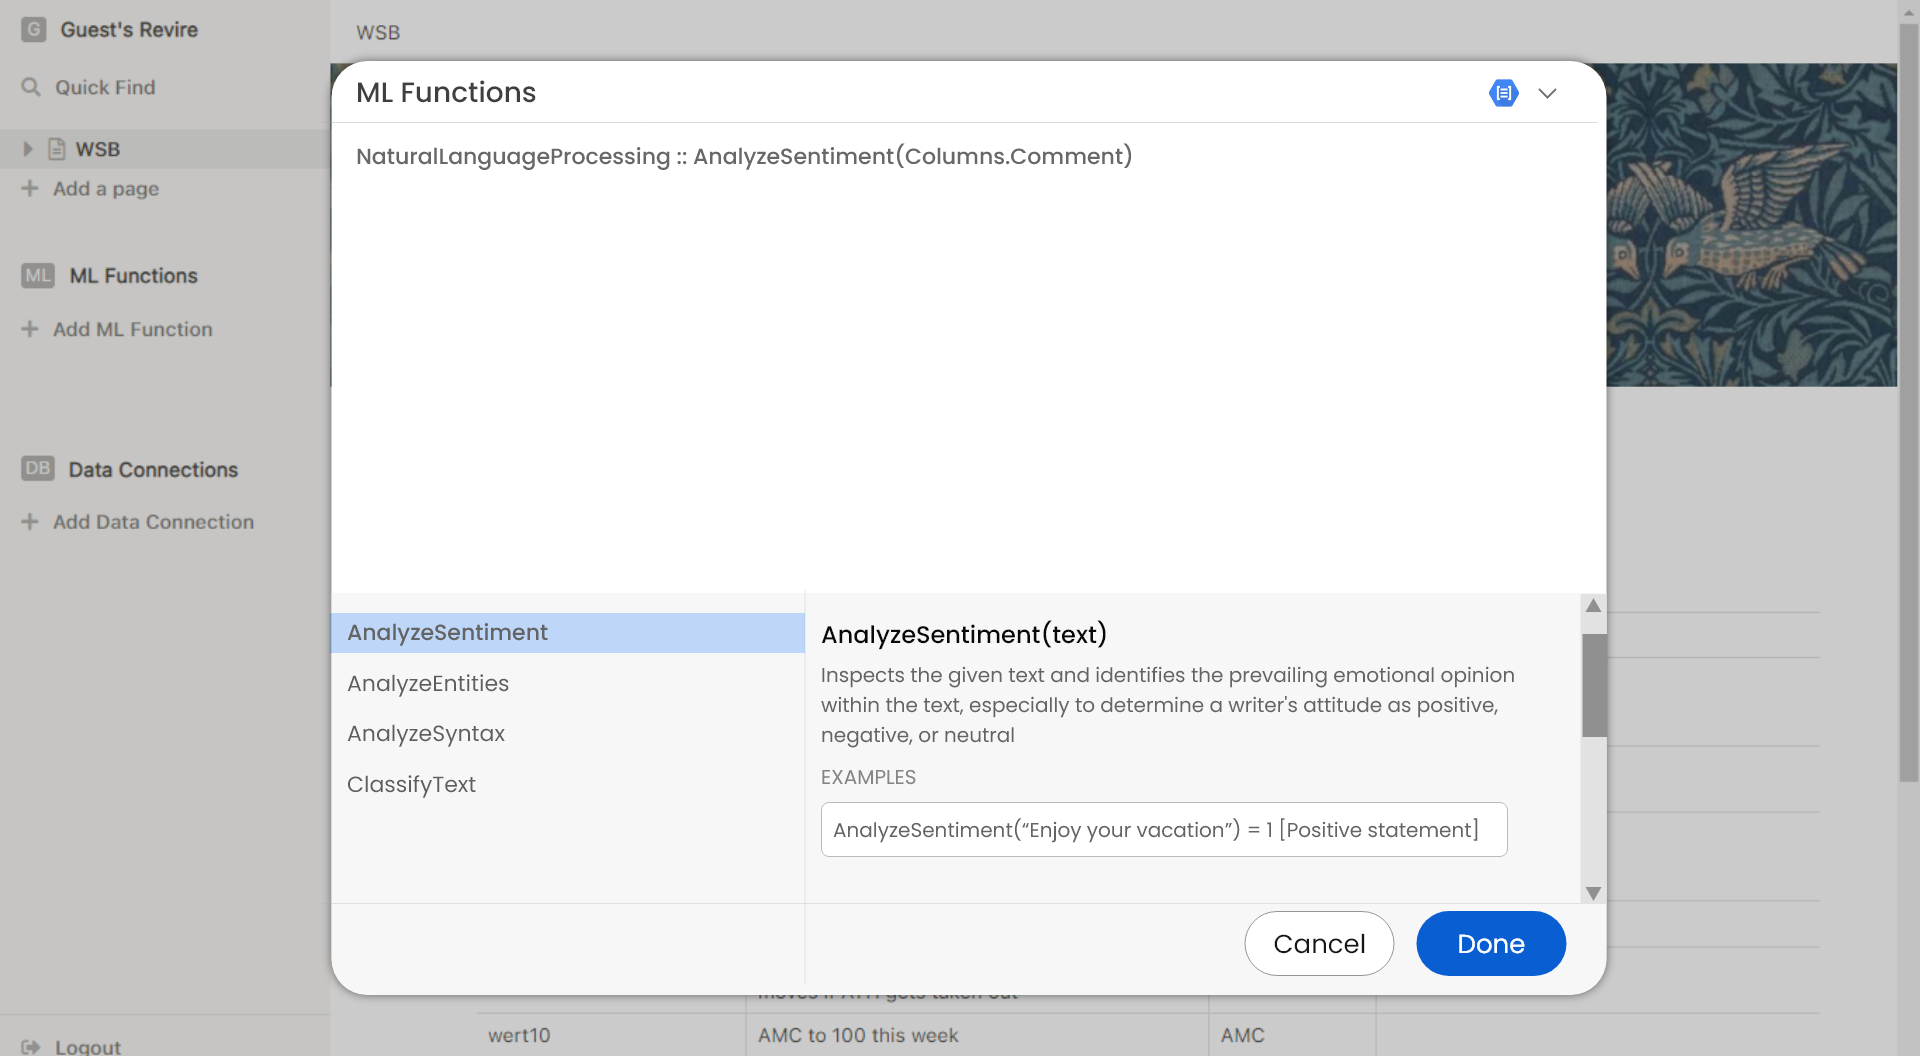 G Guest's Revire
Quick Find
WSB
Add a page
ML ML Functions
Add ML Function
DB Data Connections
Add Data Connection
Logout
WSB
ML Functions
NaturalLanguageProcessing :: AnalyzeSentiment(Columns.Comment)
AnalyzeSentiment
AnalyzeEntities
AnalyzeSyntax
ClassifyText
AnalyzeSentiment(text)
Inspects the given text and identifies the prevailing emotional opinion
within the text, especially to determine a writer's attitude as positive,
negative, or neutral
EXAMPLES
AnalyzeSentiment(“Enjoy your vacation”) = 1 [Positive statement]
Cancel
Done
wert10
AMC to 100 this week
AMC